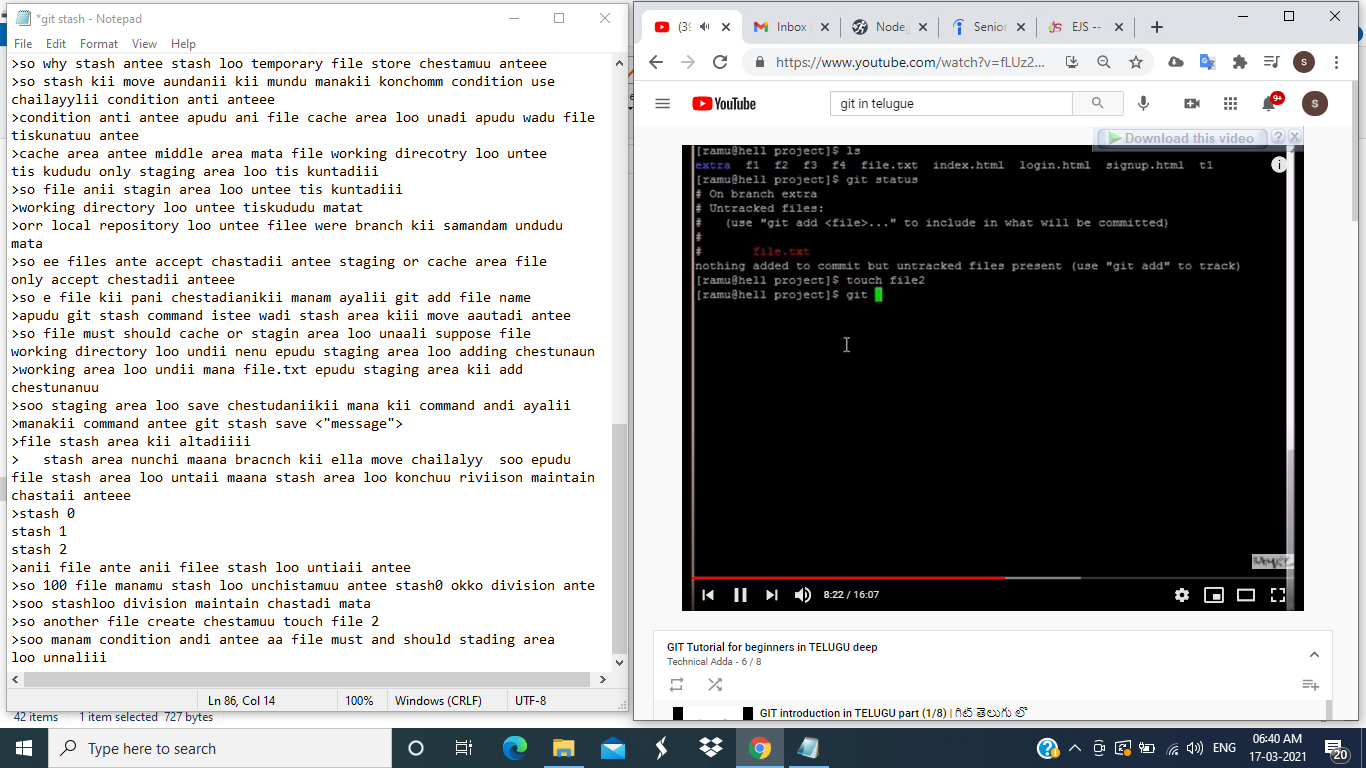 *git stash - Notepad
File Edit Format View Help
>so why stash antee stash loo temporary file store chestamuu anteee
>so stash kii move aundanii kii mundu manakii konchomm condition use
chailayylii condition anti anteee
>condition anti antee apudu ani file cache area loo unadi apudu wadu file
tiskunatuu antee
>cache area antee middle area mata file working direcotry loo untee
tis kududu only staging area loo tis kuntadiii
>so file anii stagin area loo untee tis kuntadiii
>working directory loo untee tiskududu matat
>orr local repository loo untee filee were branch kii samandam undudu
mata
>so ee files ante accept chastadii antee staging or cache area file
only accept chestadii anteee
>so e file kii pani chestadianikii manam ayalii git add file name
>apudu git stash command istee wadi stash area kiii move aautadi antee
>so file must should cache or stagin area loo unaali suppose file
working directory loo undii nenu epudu staging area loo adding chestunaun
>working area loo undii mana file.txt epudu staging area kii add
chestunanuu
>soo staging area loo save chestudaniikii mana kii command andi ayalii
>manakii command antee git stash save <"message">
>file stash area kii altadiiii
>   stash area nunchi maana bracnch kii ella move chailalyy  soo epudu
file stash area loo untaii maana stash area loo konchuu riviison maintain
chastaii anteee
>stash 0
stash 1
stash 2
>anii file ante anii filee stash loo untiaii antee
>so 100 file manamu stash loo unchistamuu antee stash0 okko division ante
>soo stashloo division maintain chastadi mata
>so another file create chestamuu touch file 2
>soo manam condition andi antee aa file must and should stading area
loo unnaliii
Ln 86, Col 14 100% Windows (CRLF) UTF-8
42 items 1 item selected 727 bytes
Inbox Node. Senior EJS --
https://www.youtube.com/watch?v=fLUz2...
S
YouTube
git in telugue
9+
S
Download this video
[ramu@hell project]$ ls
extra f1 f2 f3 f4 file.txt index.html login.html signup.html t1
[ramu@hell project]$ git status
# On branch extra
# Untracked files:
#   (use "git add <file>..." to include in what will be committed)
#
#       file.txt
nothing added to commit but untracked files present (use "git add" to track)
[ramu@hell project]$ touch file2
[ramu@hell project]$ git
8:22 / 16:07
GIT Tutorial for beginners in TELUGU deep
Technical Adda - 6 / 8
GIT introduction in TELUGU part (1/8) | గిట్ తెలుగు లో
Type here to search
ENG
06:40 AM
17-03-2021
20